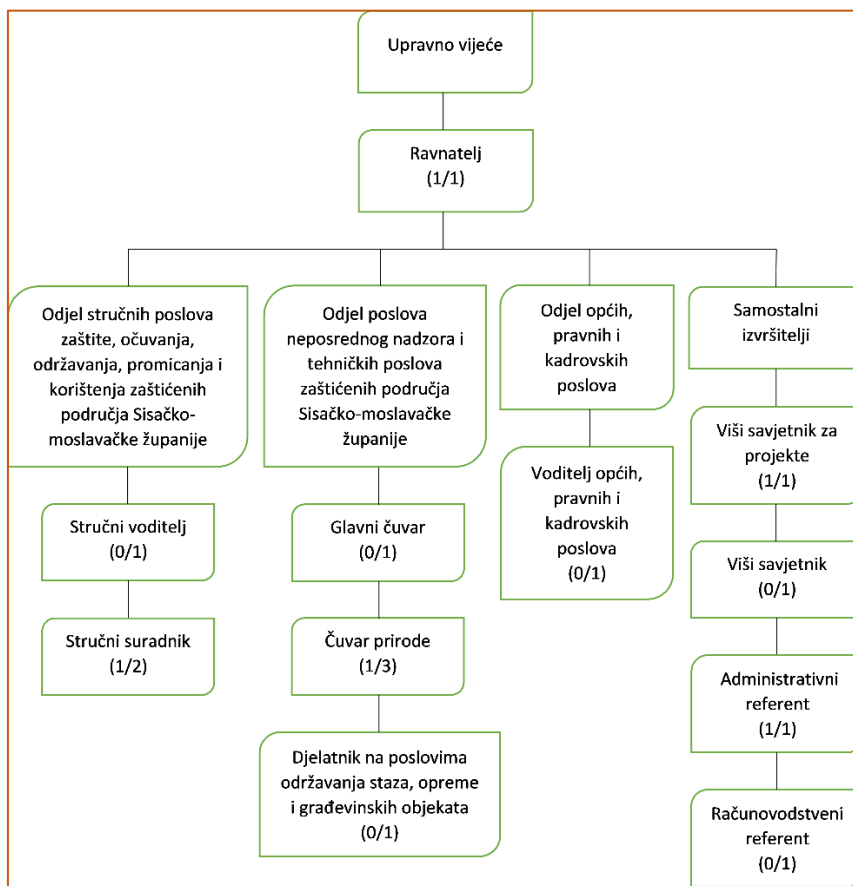 Upravno vijeće
Ravnatelj
(1/1)
Odjel stručnih poslova
zaštite, očuvanja,
održavanja, promicanja i
korištenja zaštićenih
područja Sisačko-
moslavačke županije
Stručni voditelj
(0/1)
Stručni suradnik
(1/2)
Odjel poslova
neposrednog nadzora i
tehničkih poslova
zaštićenih područja
Sisačko-moslavačke
županije
Glavni čuvar
(0/1)
Čuvar prirode
(1/3)
Djelatnik na poslovima
održavanja staza, opreme
i građevinskih objekata
(0/1)
Odjel općih,
pravnih i
kadrovskih
poslova
Voditelj općih,
pravnih i
kadrovskih
poslova
(0/1)
Samostalni
izvršitelji
Viši savjetnik za
projekte
(1/1)
Viši savjetnik
(0/1)
Administrativni
referent
(1/1)
Računovodstveni
referent
(0/1)